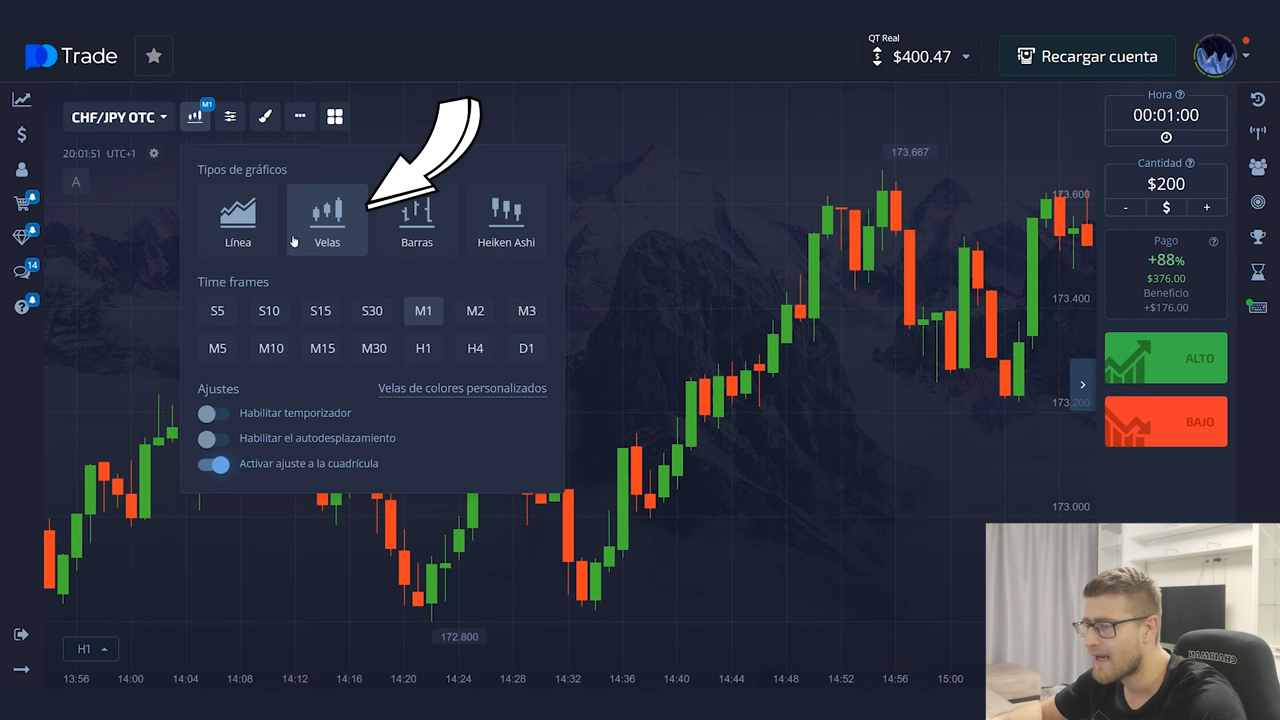 Trade
QT Real
$400.47
Recargar cuenta
CHF/JPY OTC
M1
20:01:51 UTC+1
A
Tipos de gráficos
Línea
Velas
Barras
Heiken Ashi
Time frames
S5 S10 S15 S30 M1 M2 M3
M5 M10 M15 M30 H1 H4 D1
Ajustes
Velas de colores personalizados
Habilitar temporizador
Habilitar el autodesplazamiento
Activar ajuste a la cuadrícula
14
173.667
173.600
173.400
173.200
173.000
172.800
Hora
00:01:00
Cantidad
$200
- $ +
Pago
+88%
$376.00
Beneficio
+$176.00
ALTO
BAJO
H1
13:56 14:00 14:04 14:08 14:12 14:16 14:20 14:24 14:28 14:32 14:36 14:40 14:44 14:48 14:52 14:56 15:00
CHAIRMAN